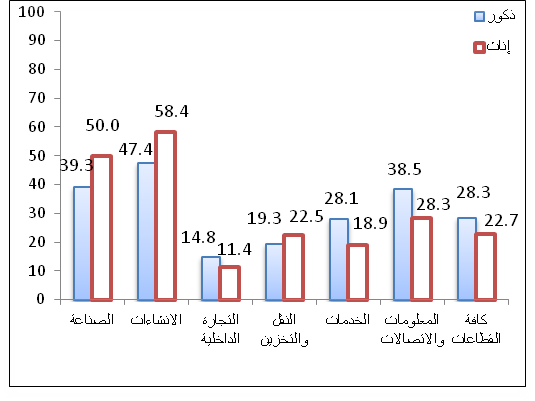 ذكور
إناث
100
90
80
70
60
50
40
30
20
10
0
39.3
50.0
47.4
58.4
14.8
11.4
19.3
22.5
28.1
18.9
38.5
28.3
28.3
22.7
الصناعة
الانشاءات
التجارة
الداخلية
النقل
والتخزين
الخدمات
المعلومات
والاتصالات
كافة
القطاعات